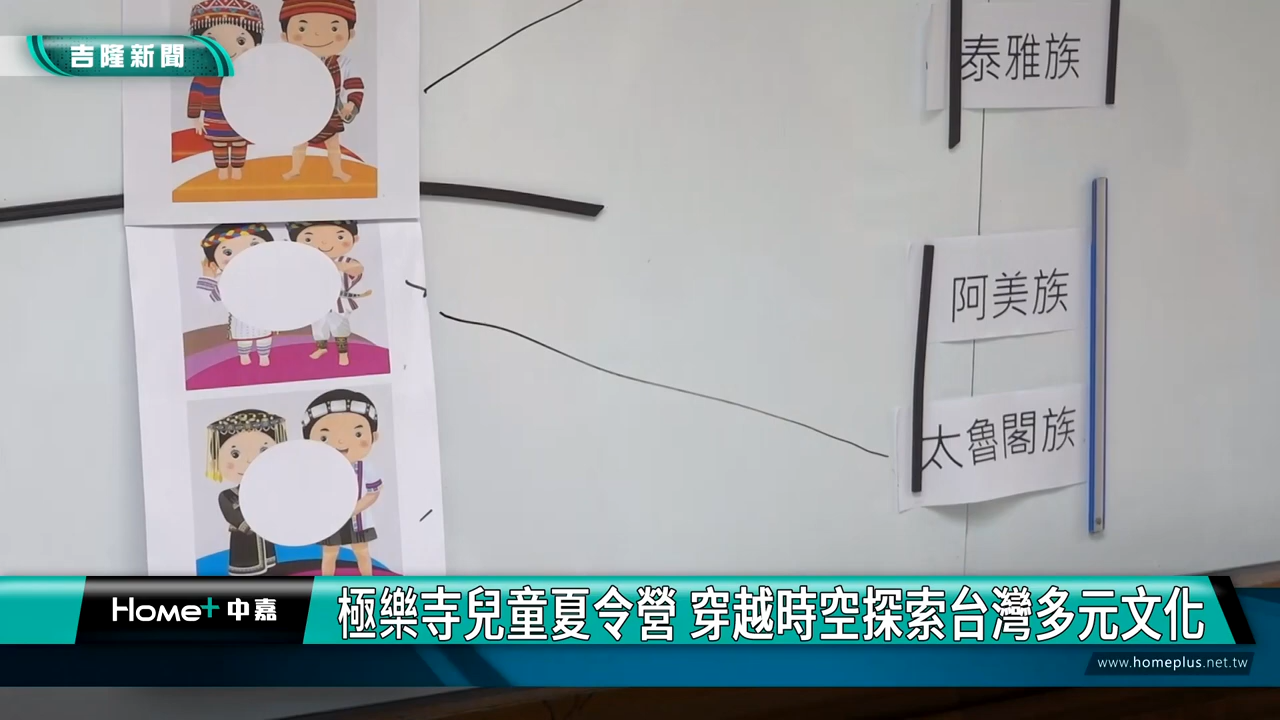 吉隆新聞
泰雅族
阿美族
太魯閣族
Home+中嘉
極樂寺兒童夏令營 穿越時空探索台灣多元文化
www.homeplus.net.tw